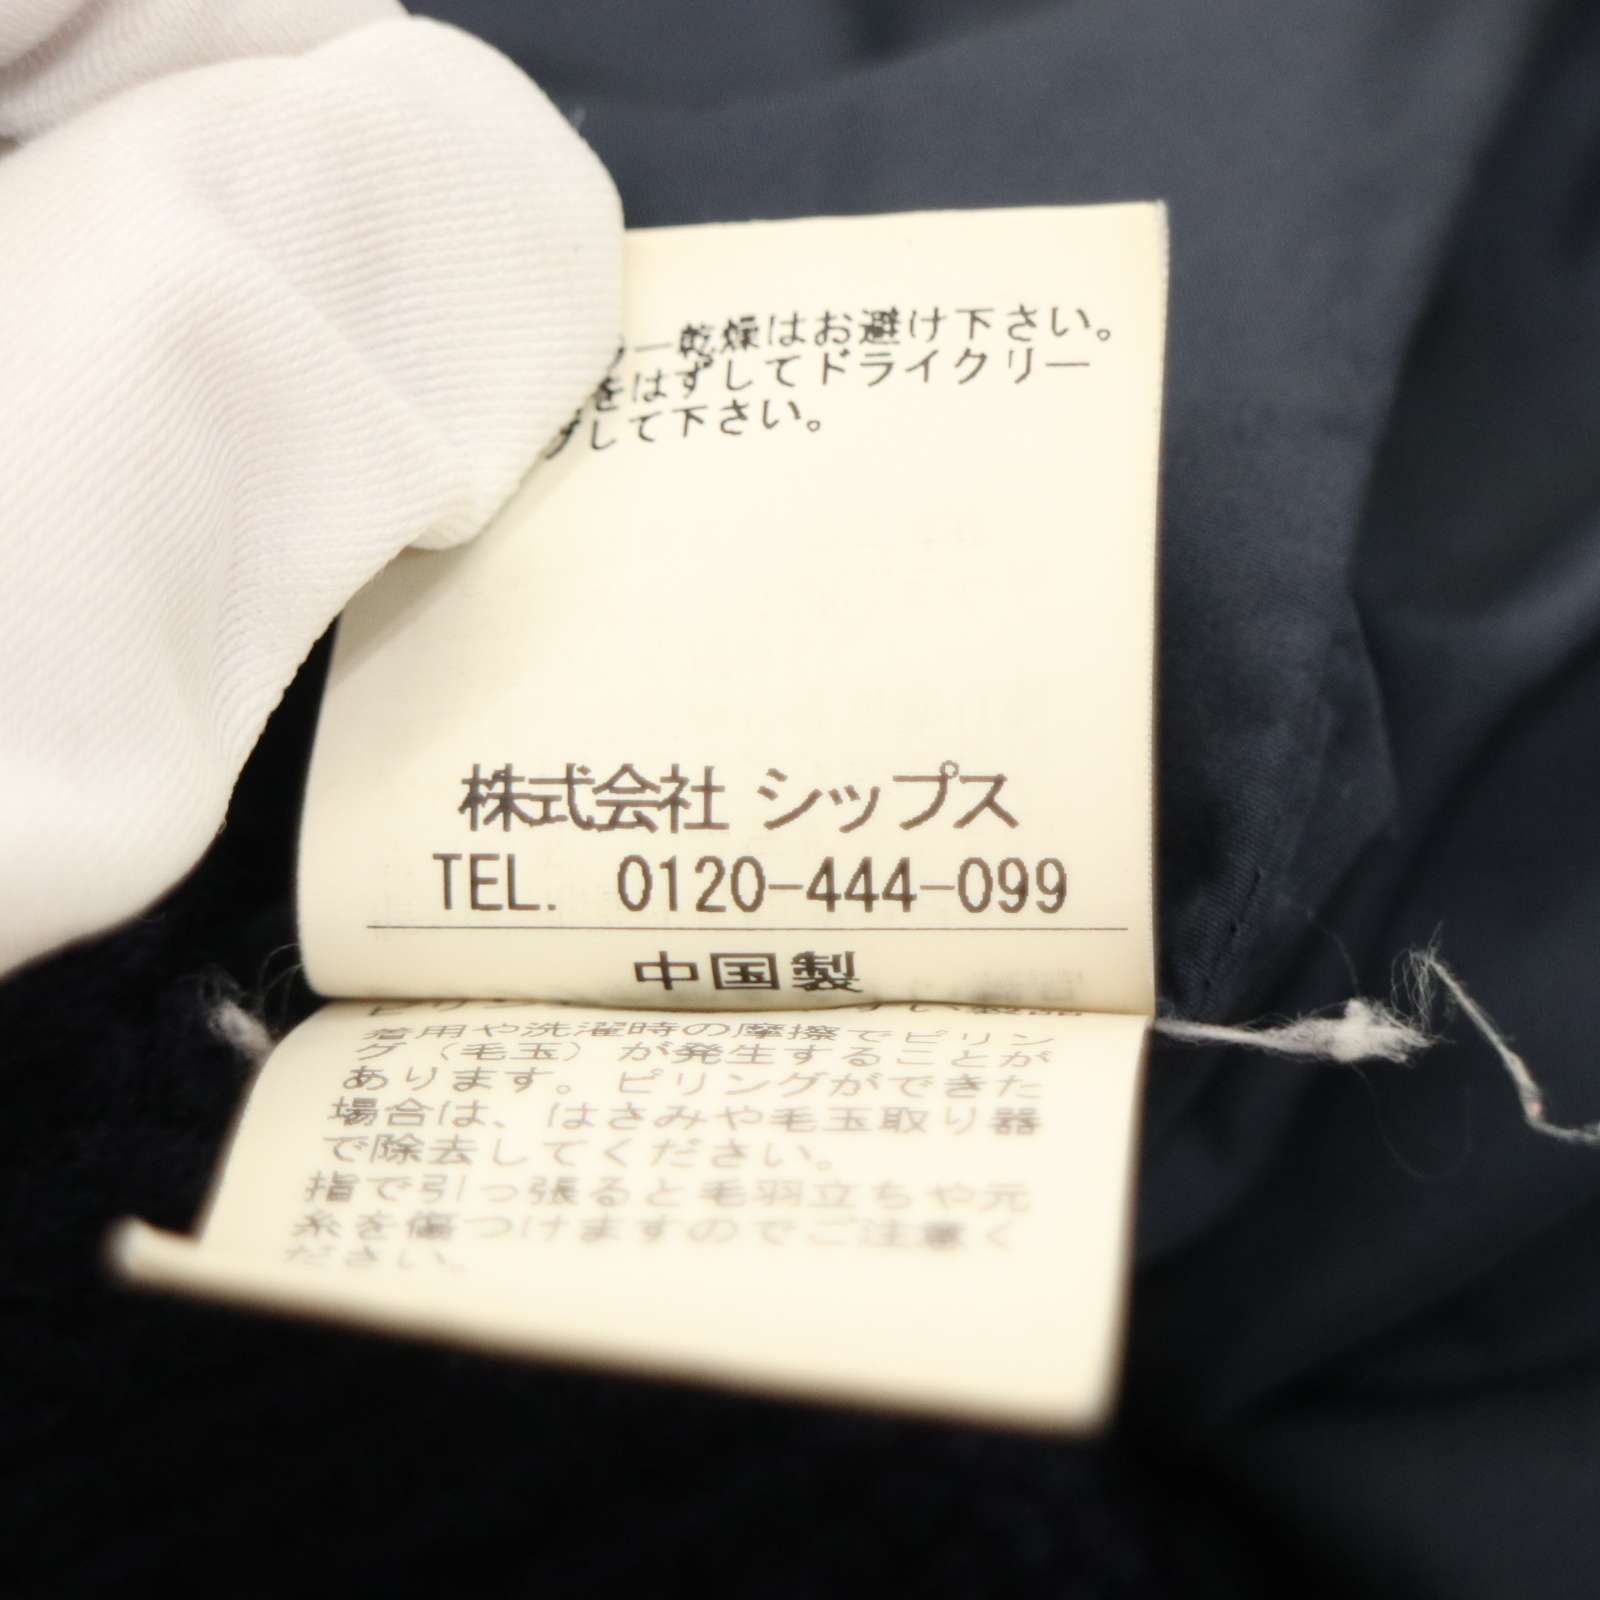 ー乾燥はお避け下さい。
をはずしてドライクリー
して下さい。
株式会社 シップス
TEL. 0120-444-099
中国製
着用や洗濯時の摩擦でピリン
グ（毛玉）が発生することが
あります。ピリングができた
場合は、はさみや毛玉取り器
で除去してください。
指で引っ張ると毛羽立ちや元
糸を傷つけますのでご注意く
ださい。